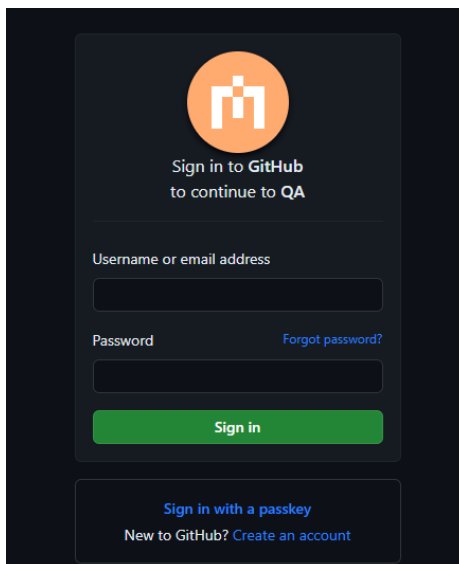 Sign in to GitHub
to continue to QA
Username or email address
Password Forgot password?
Sign in
Sign in with a passkey
New to GitHub? Create an account